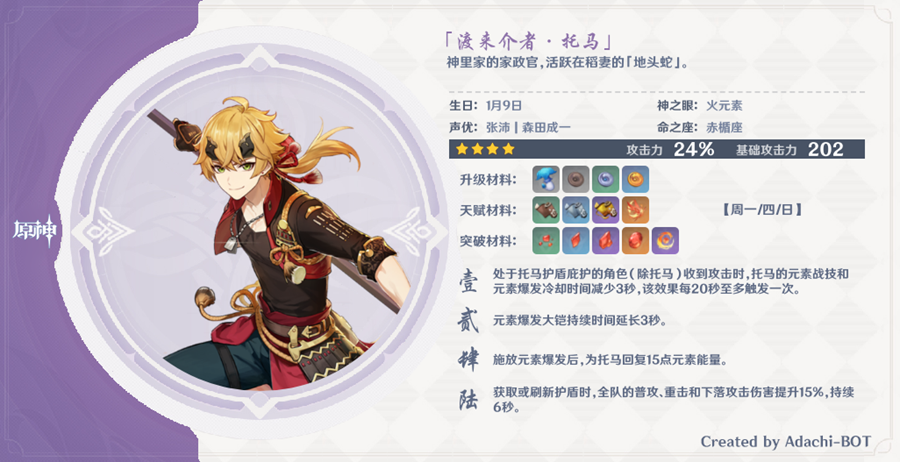 「渡来介者·托马」
神里家的家政官，活跃在稻妻的「地头蛇」。
生日：1月9日
神之眼：火元素
声优：张沛 | 森田成一
命之座：赤楯座
攻击力 24% 基础攻击力 202
升级材料：
天赋材料：
【周一/四/日】
突破材料：
原神
壹
处于托马护盾庇护的角色（除托马）收到攻击时，托马的元素战技和
元素爆发冷却时间减少3秒，该效果每20秒至多触发一次。
贰
元素爆发大铠持续时间延长3秒。
肆
施放元素爆发后，为托马回复15点元素能量。
陆
获取或刷新护盾时，全队的普攻、重击和下落攻击伤害提升15%，持续
6秒。
Created by Adachi-BOT